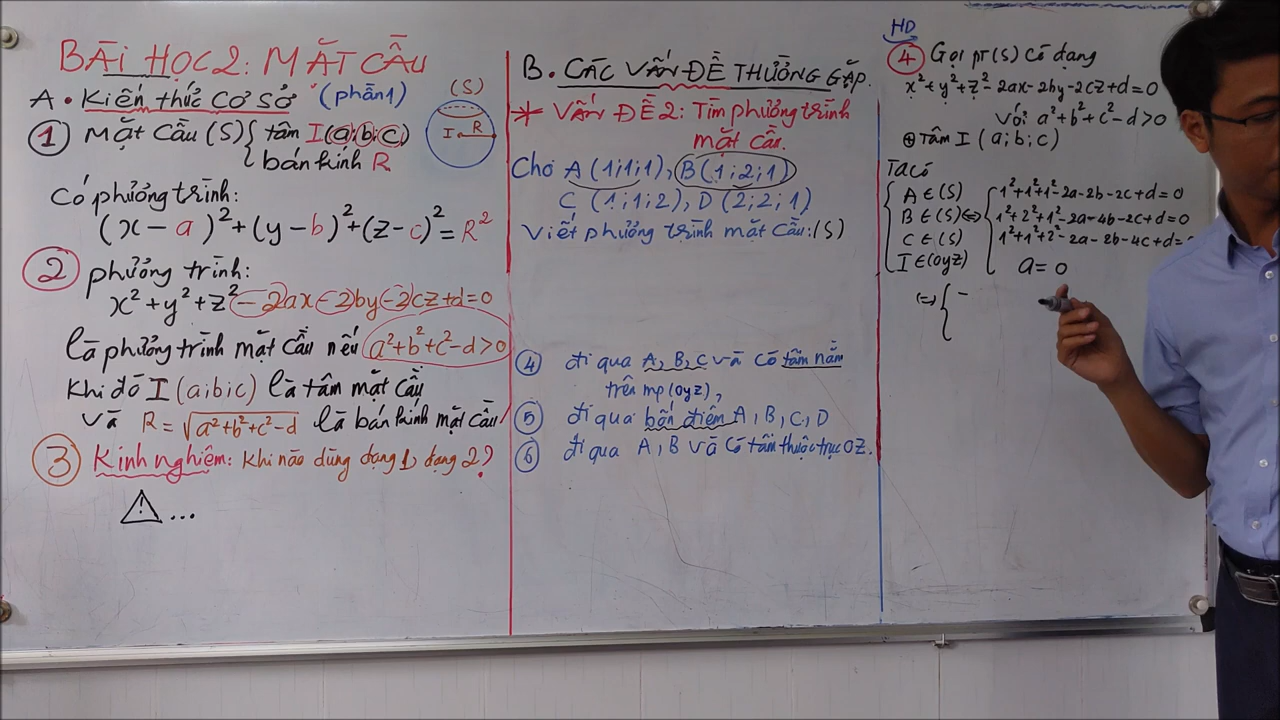 BÀI HỌC 2: MẶT CẦU
A. Kiến thức cơ sở (phần 1)
(S)
I R
① Mặt Cầu (S) { tâm I(a;b;c)
bán kính R
Có phương trình:
(x - a)² + (y - b)² + (z - c)² = R²
② phương trình:
x² + y² + z² - 2ax - 2by - 2cz + d = 0
là phương trình mặt cầu nếu a² + b² + c² - d > 0
Khi đó I (a;b;c) là tâm mặt cầu
và R = √(a² + b² + c² - d) là bán kính mặt cầu
③ Kinh nghiệm: Khi nào dùng dạng 1, dạng 2?
⚠ ...
B. CÁC VẤN ĐỀ THƯỜNG GẶP.
* VẤN ĐỀ 2: Tìm phương trình
mặt cầu.
Cho A (1;1;1), B (1;2;1)
C (1;1;2), D (2;2;1)
Viết phương trình mặt cầu: (S)
④ đi qua A, B, C và có tâm nằm
trên mp (Oyz),
⑤ đi qua bốn điểm A, B, C, D
⑥ đi qua A, B và có tâm thuộc trục OZ.
HD
④ Gọi pt (S) có dạng
x² + y² + z² - 2ax - 2by - 2cz + d = 0
với a² + b² + c² - d > 0
⊕ Tâm I (a;b;c)
Ta có
{ A ∈ (S) { 1² + 1² + 1² - 2a - 2b - 2c + d = 0
B ∈ (S) ⇔ 1² + 2² + 1² - 2a - 4b - 2c + d = 0
C ∈ (S) 1² + 1² + 2² - 2a - 2b - 4c + d =
I ∈ (Oyz) a = 0
⇔ { -